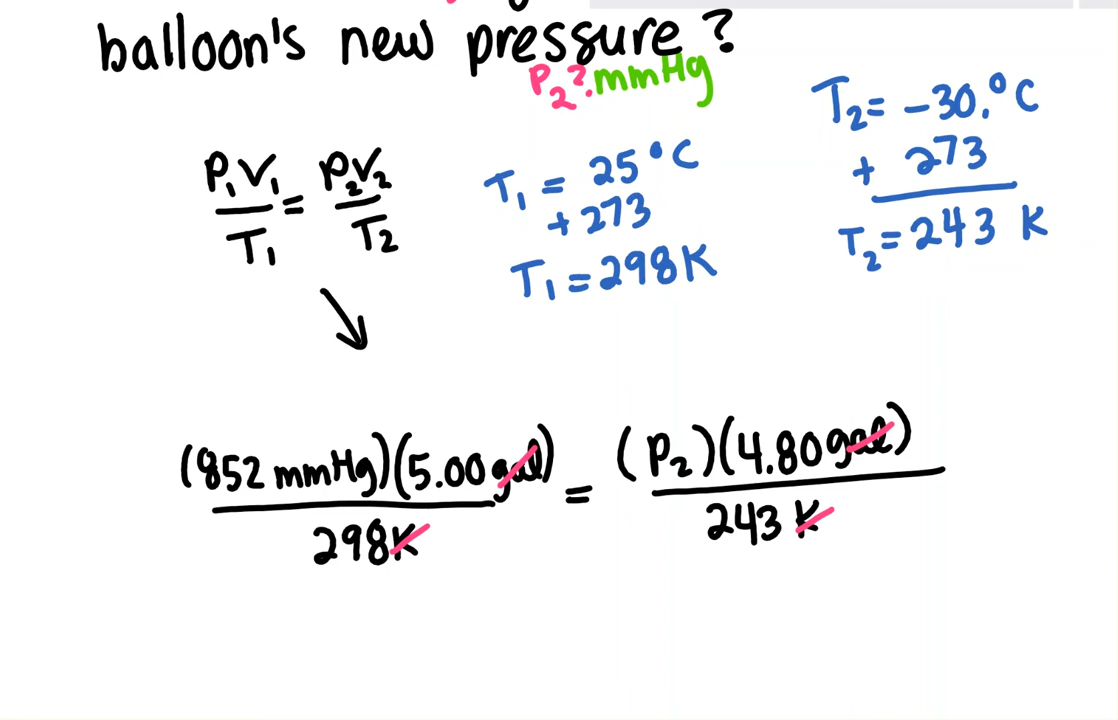 balloon's new pressure?
P₂?. mmHg
P₁V₁/T₁ = P₂V₂/T₂
T₁ = 25°C
+273
T₁ = 298K
T₂ = -30.°C
+ 273
T₂ = 243 K
(852 mmHg)(5.00 gal)/298K = (P₂)(4.80 gal)/243 K